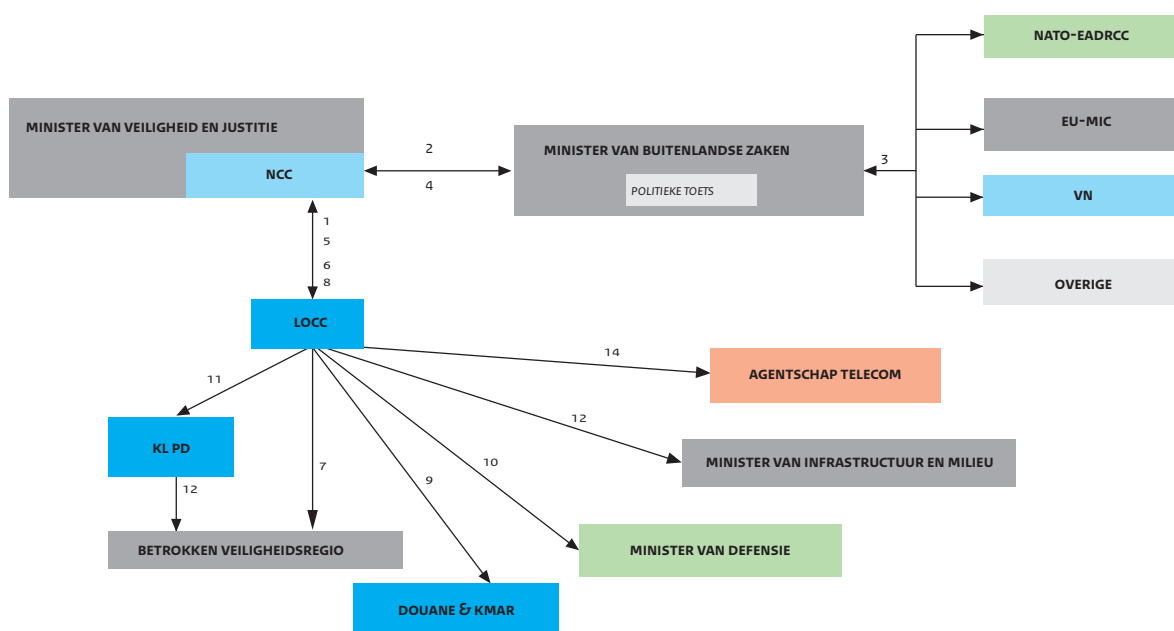 NATO-EADRCC
MINISTER VAN VEILIGHEID EN JUSTITIE
NCC
2
4
MINISTER VAN BUITENLANDSE ZAKEN
POLITIEKE TOETS
3
EU-MIC
VN
OVERIGE
1
5
6
8
LOCC
14
AGENTSCHAP TELECOM
11
12
KL PD
MINISTER VAN INFRASTRUCTUUR EN MILIEU
7
10
9
12
BETROKKEN VEILIGHEIDSREGIO
MINISTER VAN DEFENSIE
DOUANE & KMAR